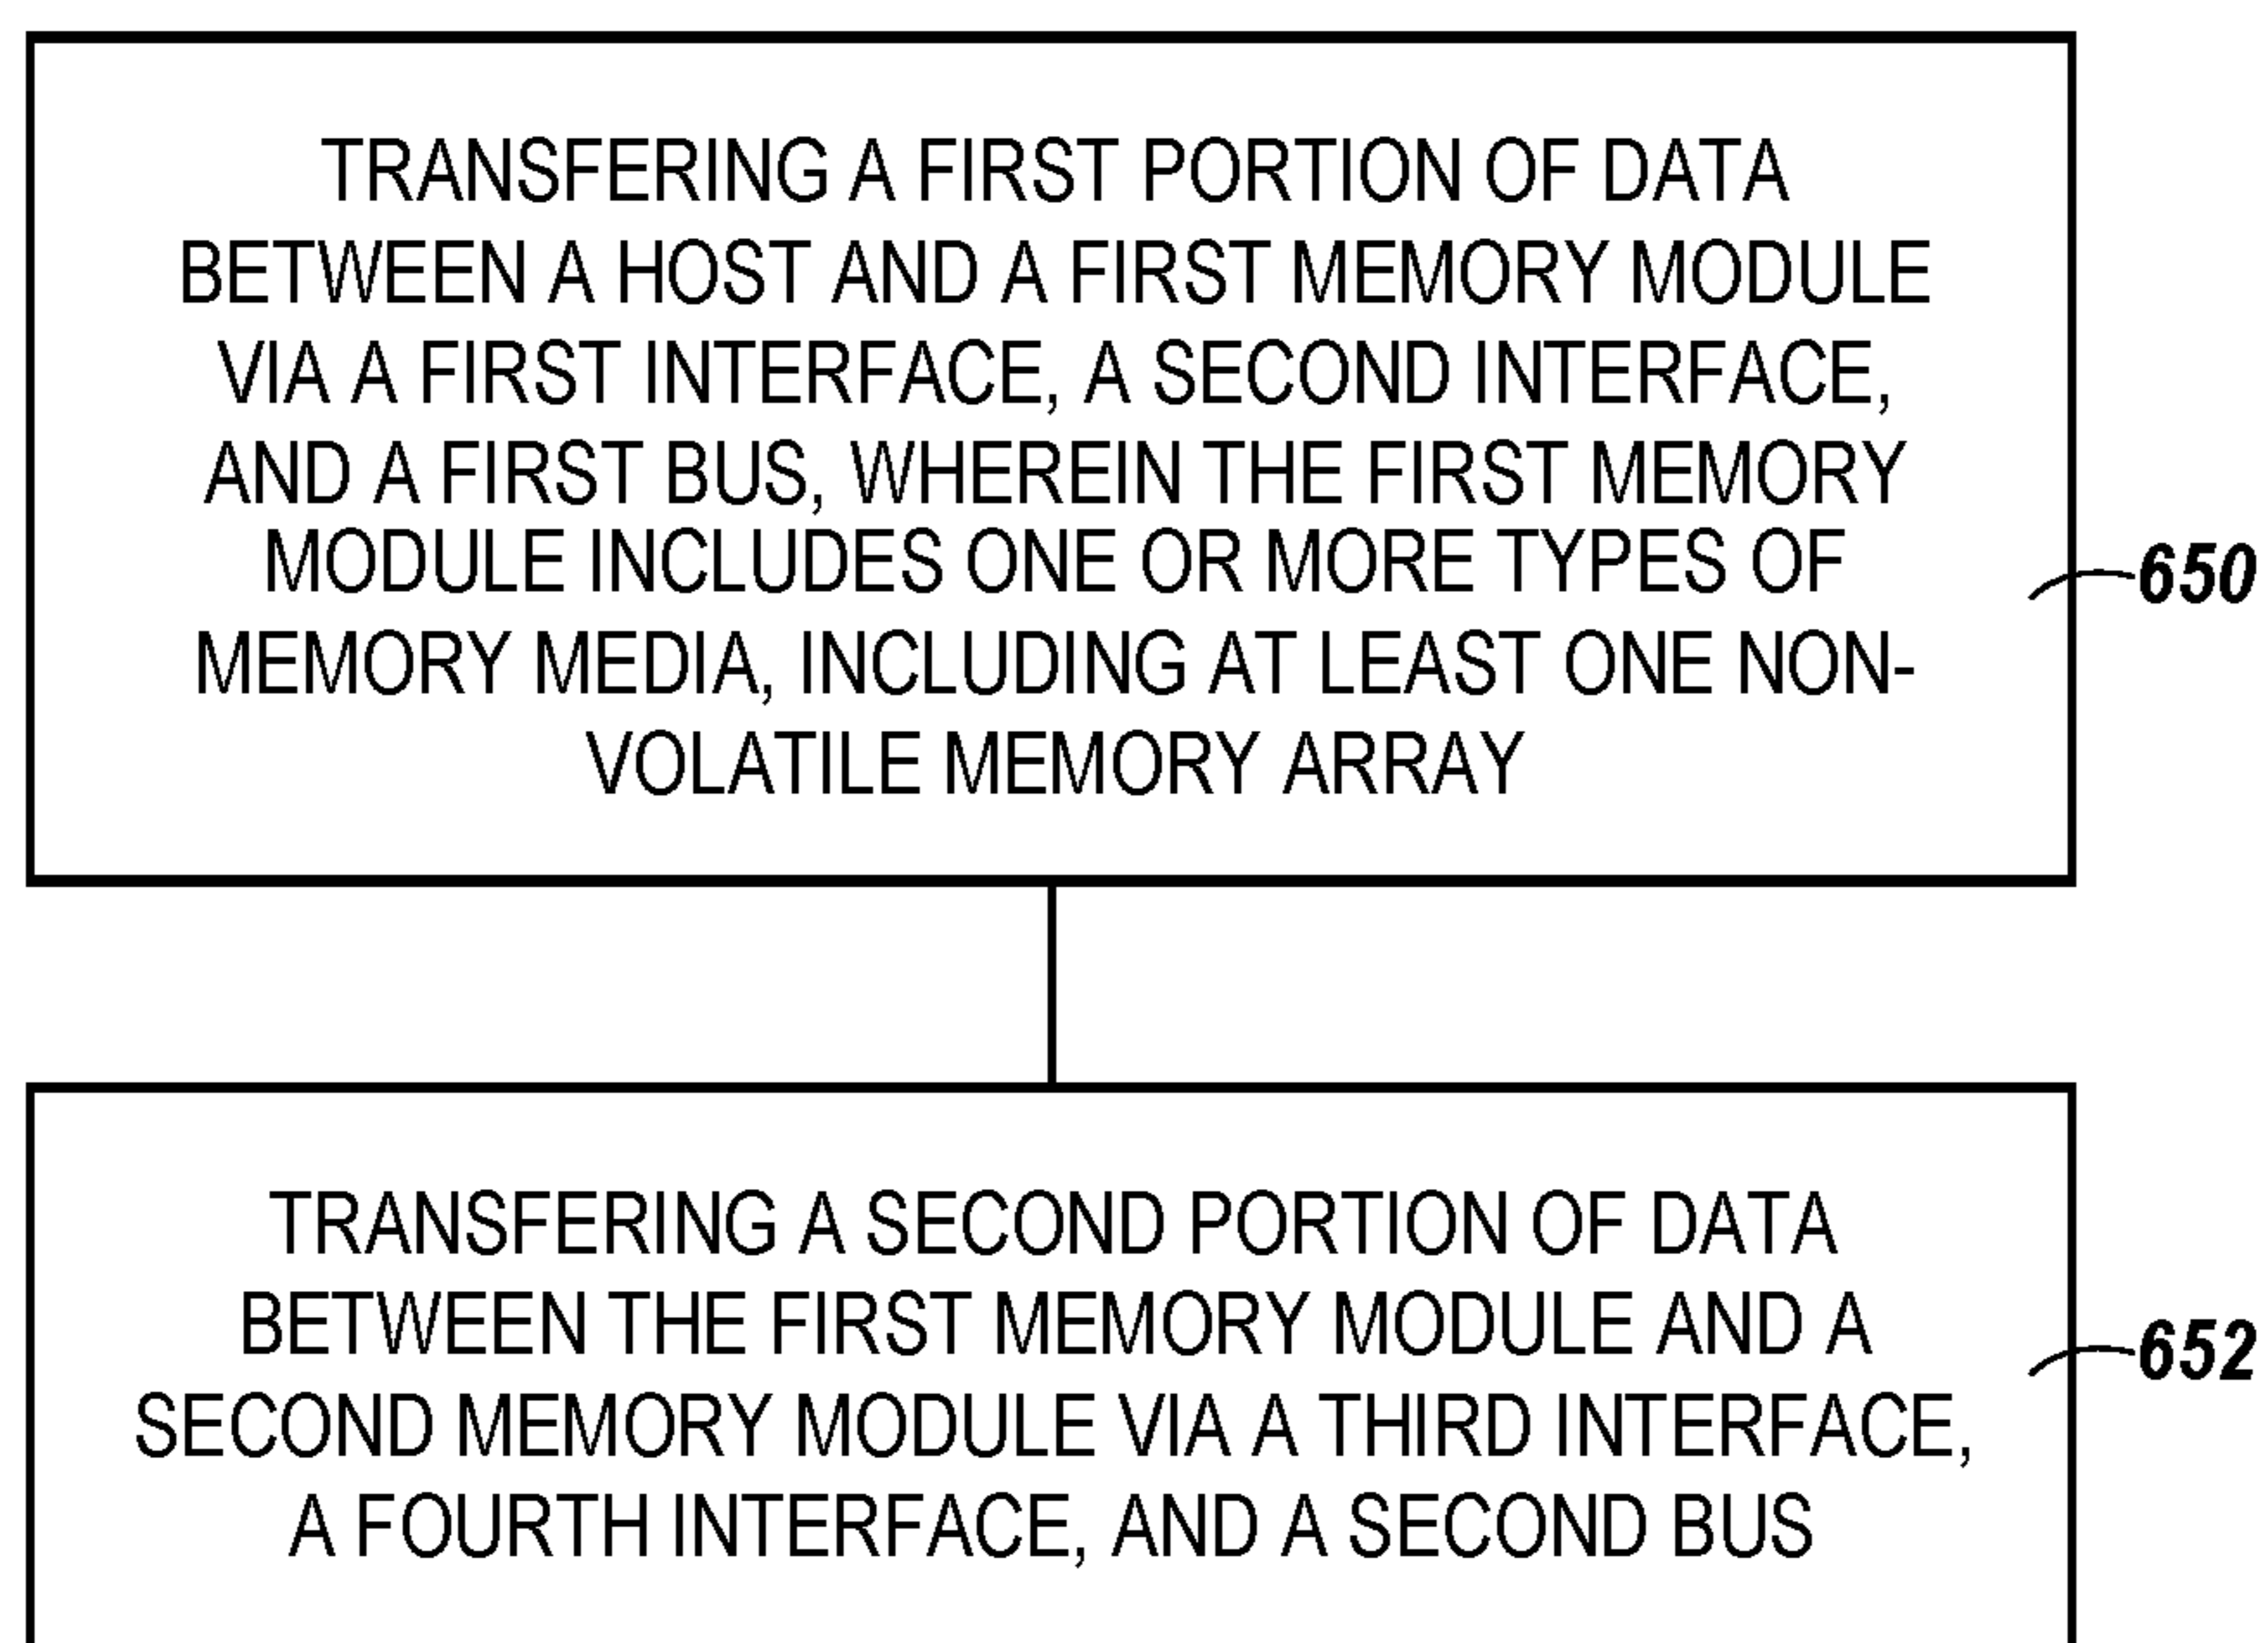 TRANSFERING A FIRST PORTION OF DATA
BETWEEN A HOST AND A FIRST MEMORY MODULE
VIA A FIRST INTERFACE, A SECOND INTERFACE,
AND A FIRST BUS, WHEREIN THE FIRST MEMORY
MODULE INCLUDES ONE OR MORE TYPES OF
MEMORY MEDIA, INCLUDING AT LEAST ONE NON-
VOLATILE MEMORY ARRAY
650
TRANSFERING A SECOND PORTION OF DATA
BETWEEN THE FIRST MEMORY MODULE AND A
SECOND MEMORY MODULE VIA A THIRD INTERFACE,
A FOURTH INTERFACE, AND A SECOND BUS
652